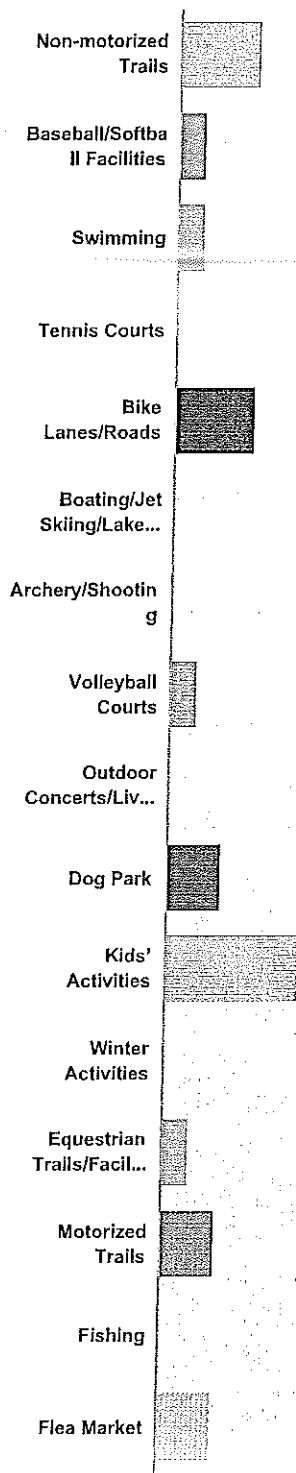 Non-motorized
Trails
Baseball/Softba
ll Facilities
Swimming
Tennis Courts
Bike
Lanes/Roads
Boating/Jet
Skiing/Lake...
Archery/Shootin
g
Volleyball
Courts
Outdoor
Concerts/Liv...
Dog Park
Kids'
Activities
Winter
Activities
Equestrian
Trails/Facil...
Motorized
Trails
Fishing
Flea Market